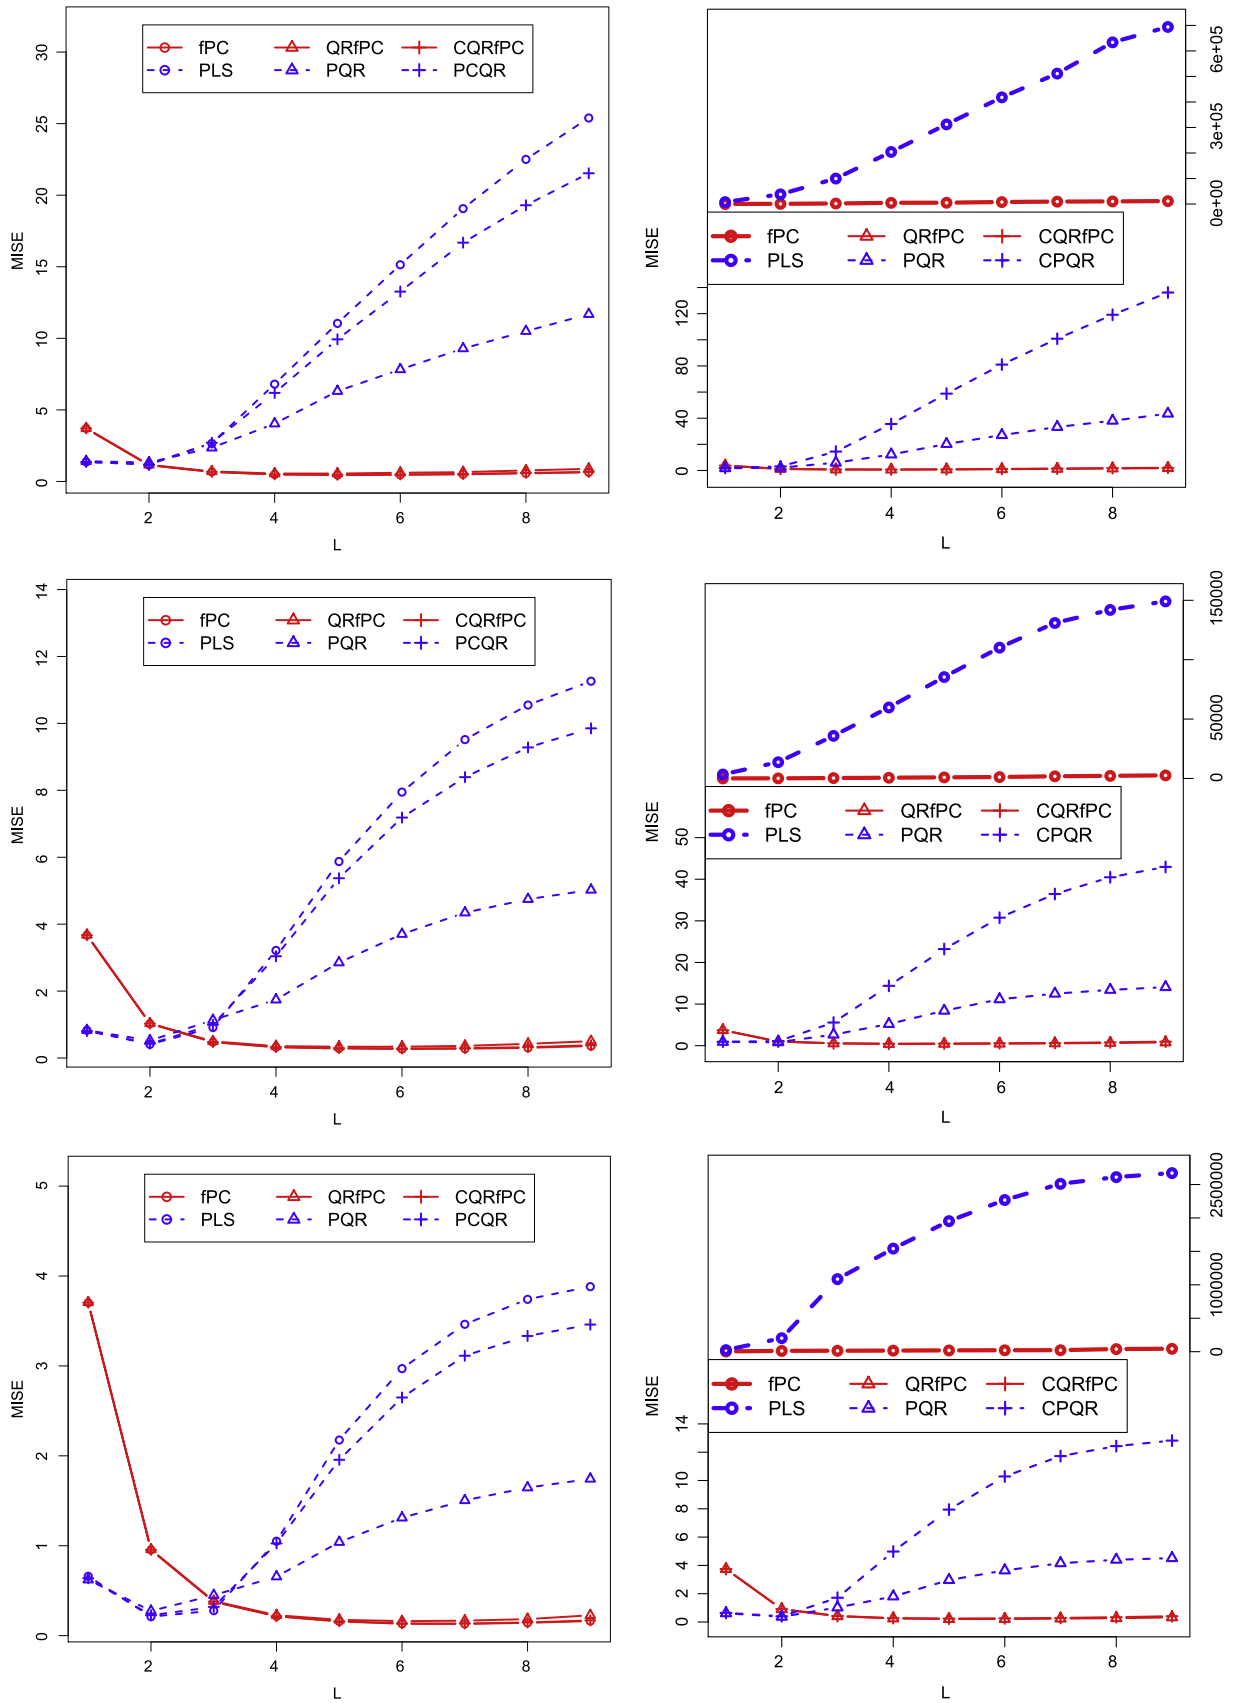 fPC QRfPC CQRfPC
PLS PQR PCQR
MISE
0 5 10 15 20 25 30
2 4 6 8
L
0e+00 3e+05 6e+05
fPC QRfPC CQRfPC
PLS PQR CPQR
MISE
0 40 80 120
2 4 6 8
L
fPC QRfPC CQRfPC
PLS PQR PCQR
MISE
0 2 4 6 8 10 12 14
2 4 6 8
L
0 50000 150000
fPC QRfPC CQRfPC
PLS PQR CPQR
MISE
0 10 20 30 40 50
2 4 6 8
L
fPC QRfPC CQRfPC
PLS PQR PCQR
MISE
0 1 2 3 4 5
2 4 6 8
L
0 1000000 2500000
fPC QRfPC CQRfPC
PLS PQR CPQR
MISE
0 2 4 6 8 10 14
2 4 6 8
L